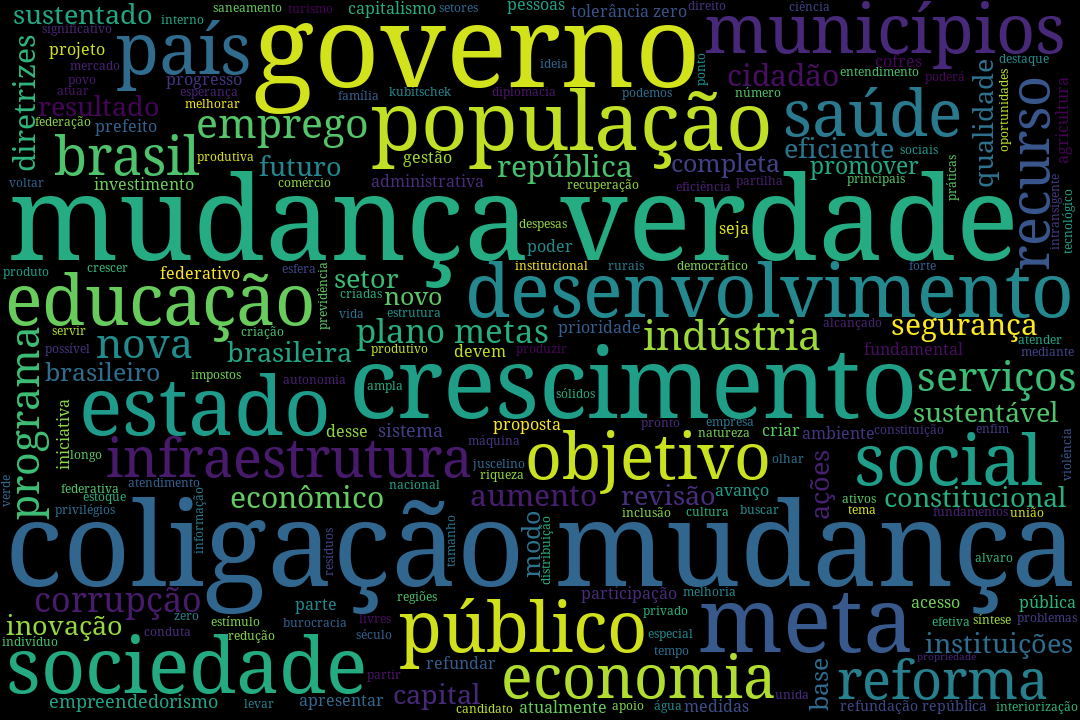 sustentado
interno
saneamento
turismo
capitalismo
setores
pessoas
tolerância zero
direito
ciência
significativo
país
governo
municípios
projeto
mercado
progresso
ideia
ponto
cidadão
cofres
entendimento
poderá
destaque
diretrizes
povo
atuar
esperança
melhorar
família
kubitschek
diplomacia
podemos
número
resultado
federação
prefeito
emprego
população
saúde
qualidade
oportunidades
recurso
agricultura
brasil
produtiva
futuro
gestão
república
completa
eficiente
sociais
promover
voltar
investimento
comércio
administrativa
recuperação
eficiência
partilha
principais
práticas
mudança verdade
despesas
poder
seja
intransigente
tecnológico
produto
crescer
federativo
esfera
previdência
setor
institucional
rurais
democrático
forte
educação
criadas
novo
desenvolvimento
vida
estrutura
servir
criação
plano metas
prioridade
indústria
alcançado
segurança
atender
possível
nova
brasileira
produtivo
devem
produzir
fundamental
mediante
programa
brasileiro
impostos
autonomia
ampla
sólidos
crescimento
serviços
iniciativa
estado
desse
sistema
proposta
pronto
empresa
natureza
criar
ambiente
constituição
enfim
sustentável
longo
infraestrutura
máquina
juscelino
riqueza
objetivo
olhar
ações
social
violência
verde
federativa
estoque
atendimento
nacional
privilégios
informação
econômico
aumento
revisão
avanço
ativos
constitucional
inclusão
cultura
buscar
tema
fundamentos
união
coligação mudança
resíduos
tamanho
modo
distribuição
alvaro
corrupção
zero
parte
regiões
participação
melhoria
privado
acesso
pública
inovação
conduta
estímulo
redução
burocracia
livres
século
público
especial
tempo
meta
efetiva
síntese
problemas
indivíduo
sociedade
partir
refundar
instituições
propriedade
empreendedorismo
levar
apresentar
capital
candidato
atualmente
economia
apoio
água
medidas
unida
base
reforma
refundação república
interiorização